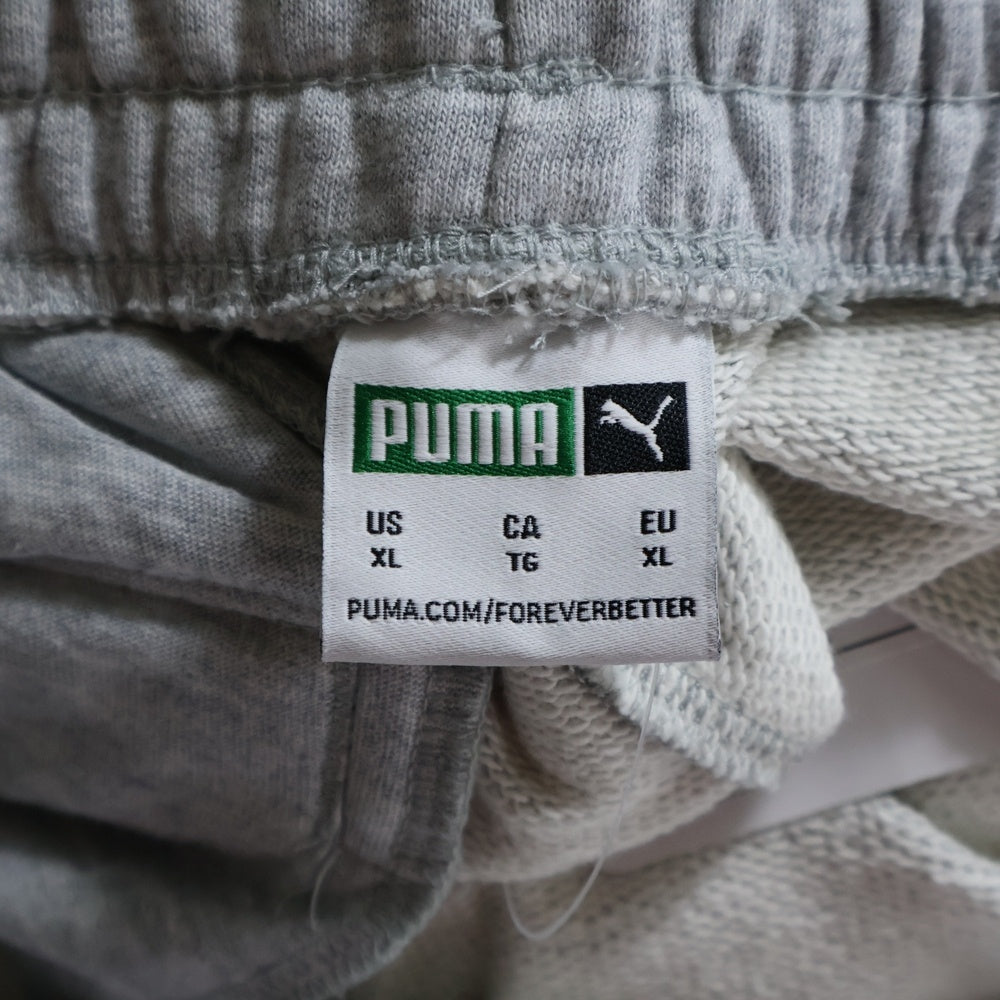 PUMA
US CA EU
XL TG XL
PUMA.COM/FOREVERBETTER